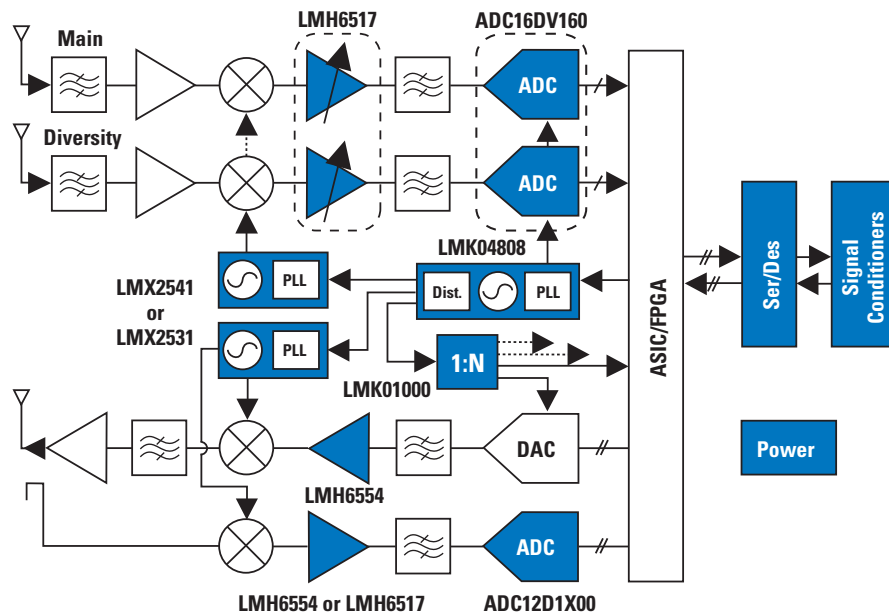 LMH6517
ADC16DV160
Main
ADC
Diversity
ADC
LMK04808
PLL
Dist.
PLL
LMX2541
or
LMX2531
PLL
1:N
LMK01000
ASIC/FPGA
Ser/Des
Signal
Conditioners
DAC
Power
LMH6554
ADC
LMH6554 or LMH6517
ADC12D1X00